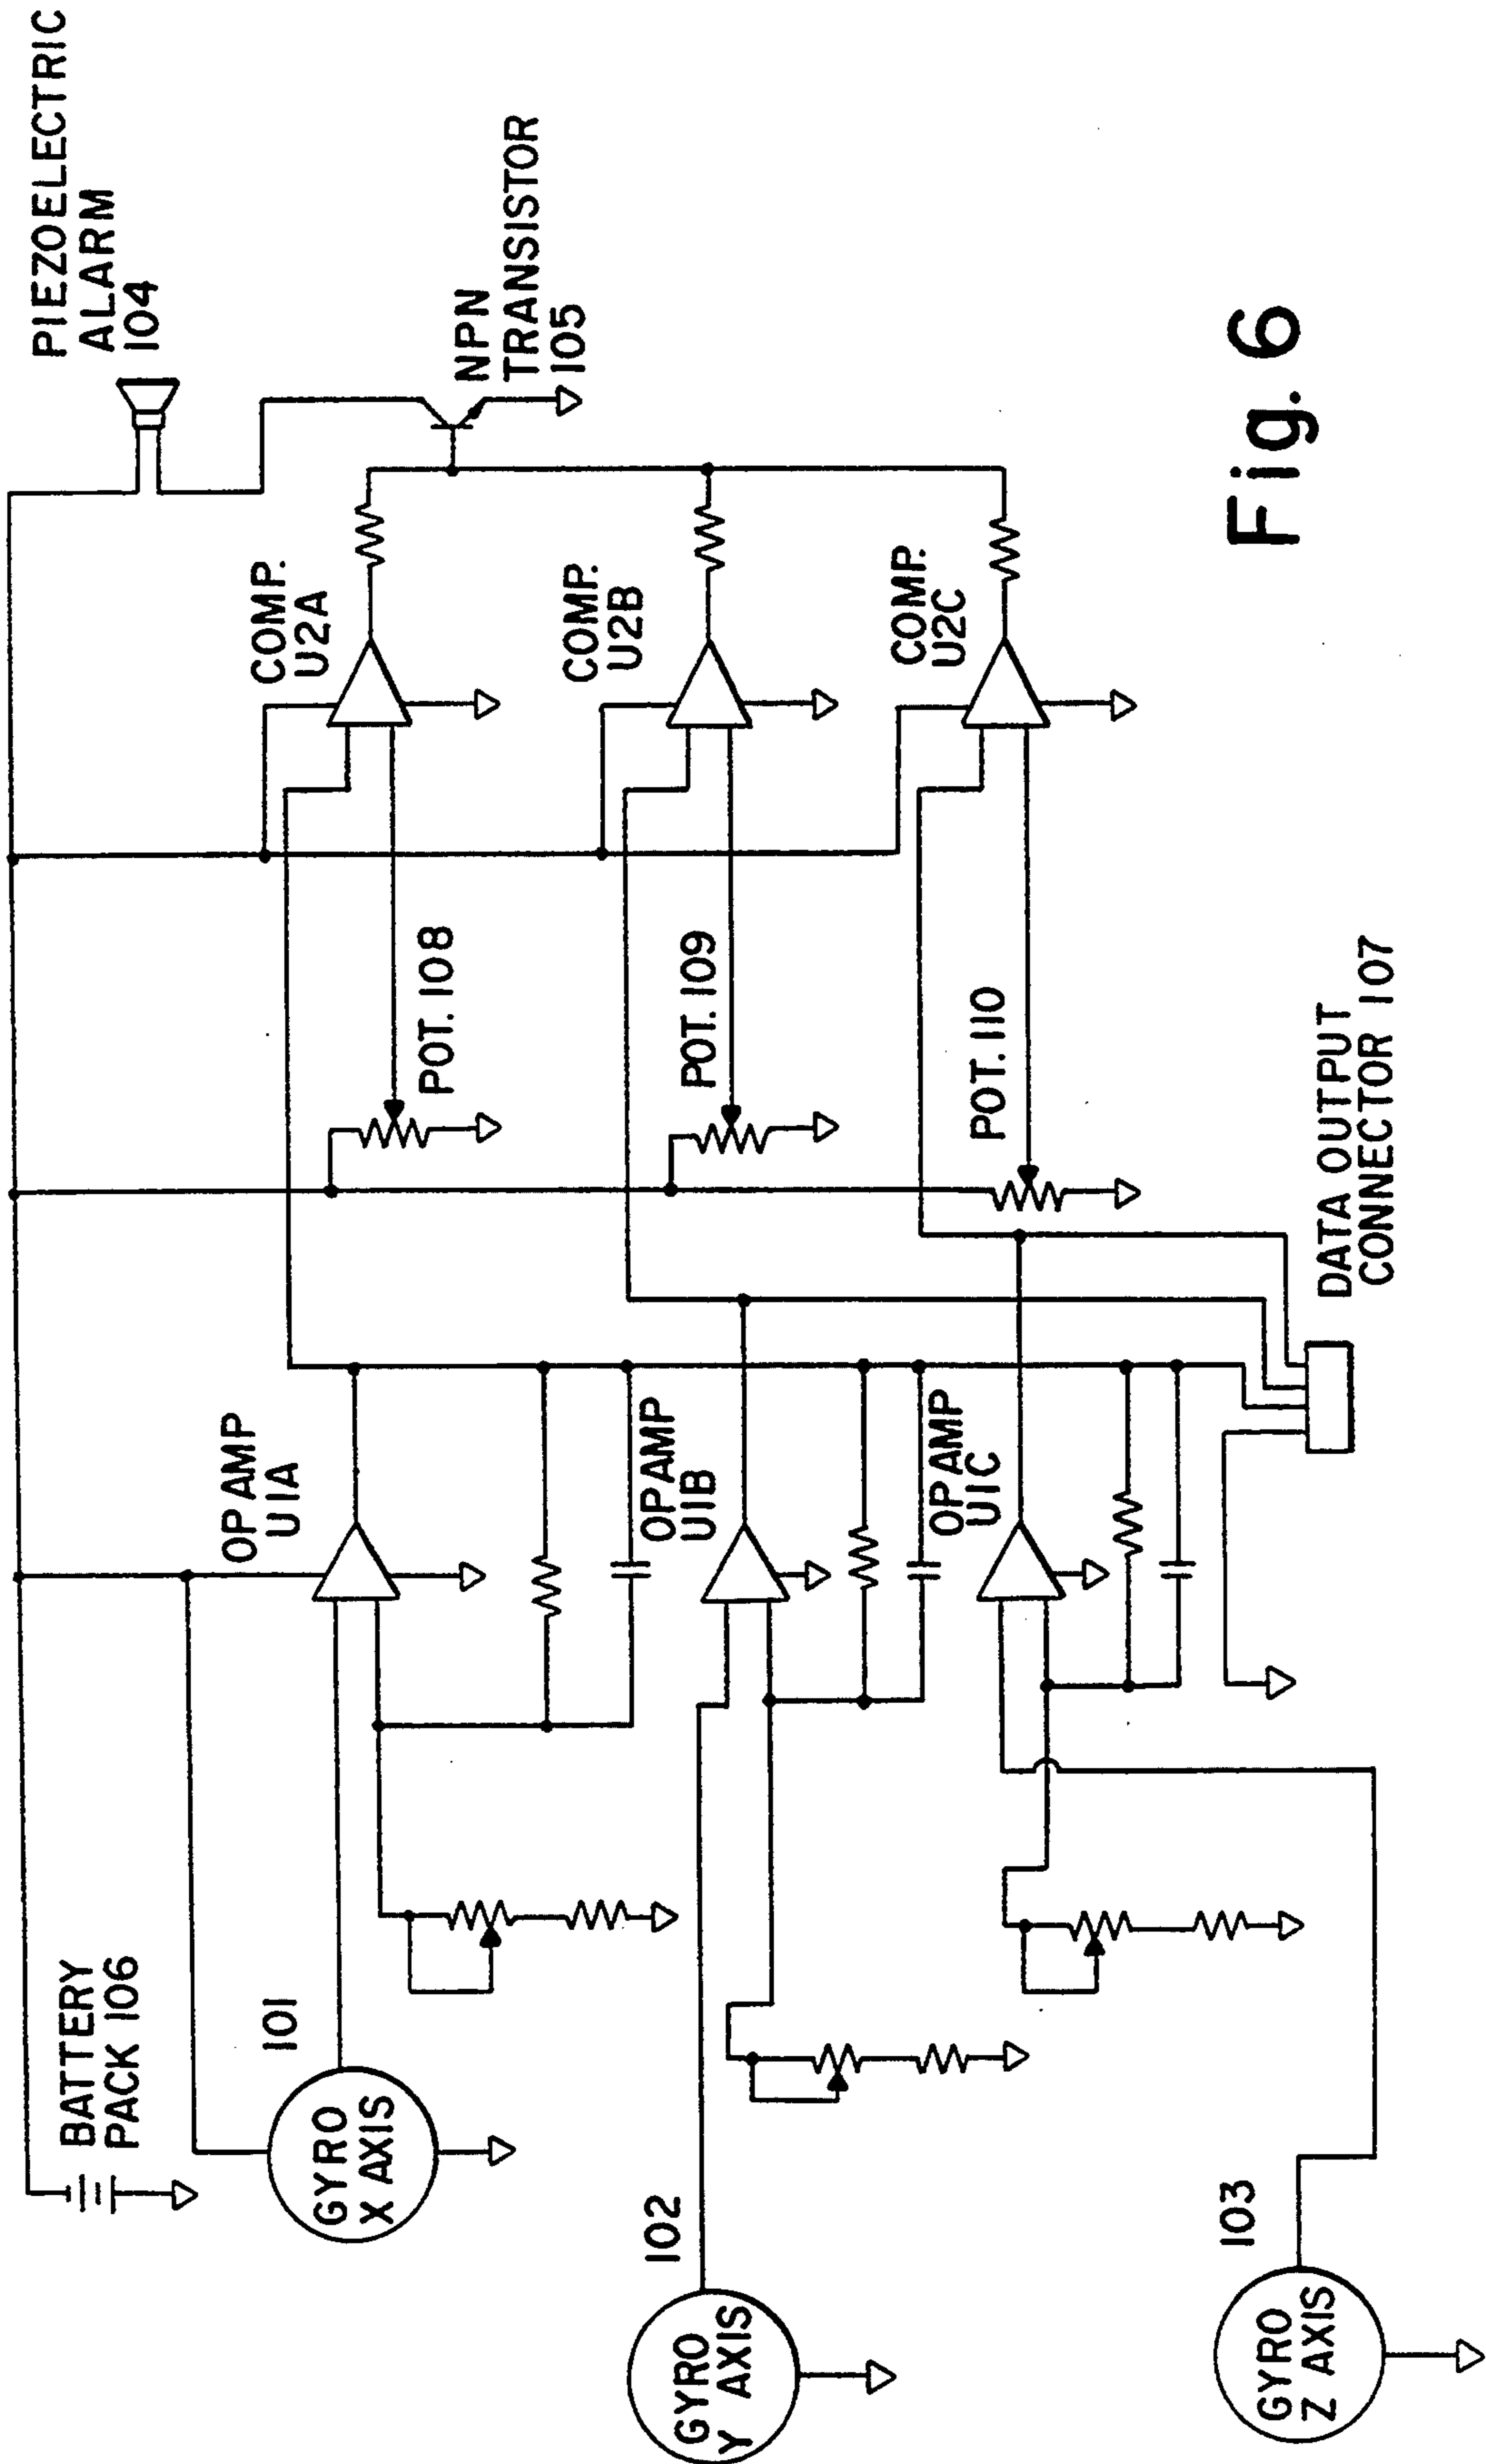 PIEZOELECTRIC
ALARM
104
NPN
TRANSISTOR
105
BATTERY
PACK 106
101
GYRO
X AXIS
OP AMP
U1A
COMP.
U2A
POT. 108
102
GYRO
Y AXIS
OP AMP
U1B
COMP.
U2B
POT. 109
103
GYRO
Z AXIS
OP AMP
U1C
COMP.
U2C
POT. 110
DATA OUTPUT
CONNECTOR 107
Fig. 6